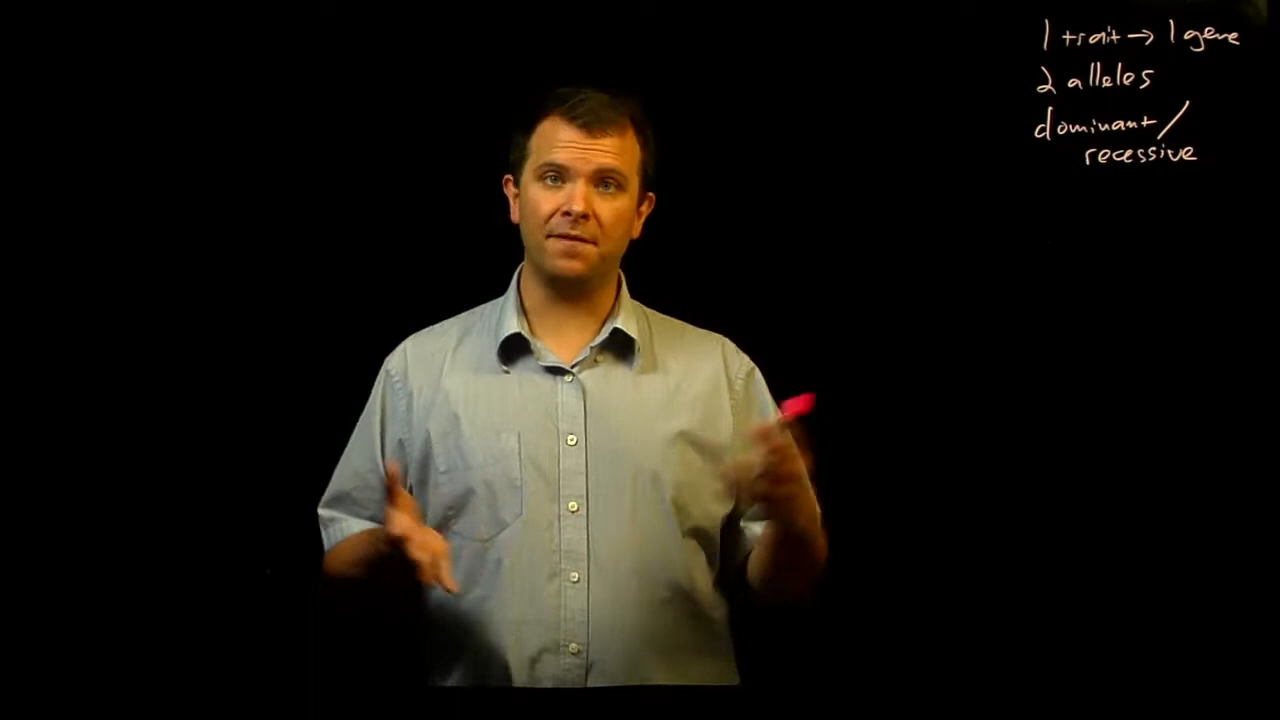 1 trait → 1 gene
2 alleles
dominant/
recessive